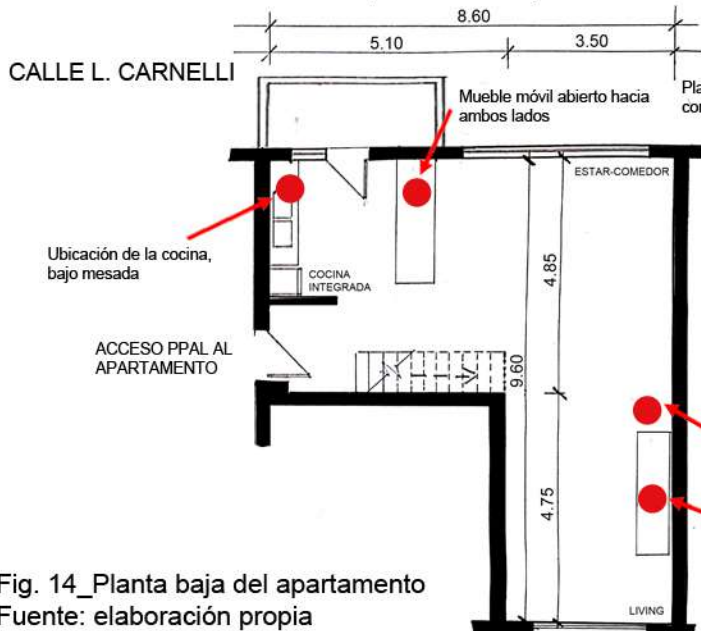 8.60
5.10
3.50
CALLE L. CARNELLI
Mueble móvil abierto hacia
ambos lados
ESTAR-COMEDOR
Ubicación de la cocina,
bajo mesada
COCINA
INTEGRADA
4.85
ACCESO PPAL AL
APARTAMENTO
9.60
4.75
LIVING
Fig. 14_Planta baja del apartamento
Fuente: elaboración propia